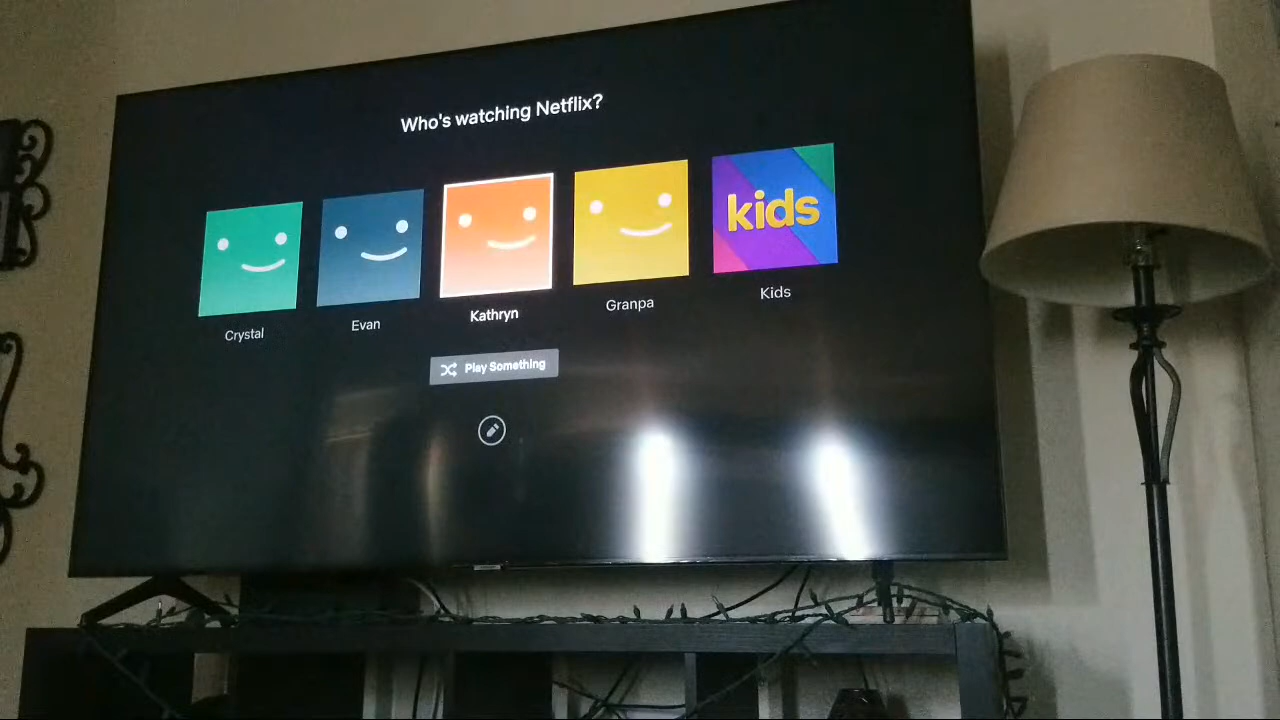 Who's watching Netflix?
kids
Crystal
Evan
Kathryn
Granpa
Kids
Play Something